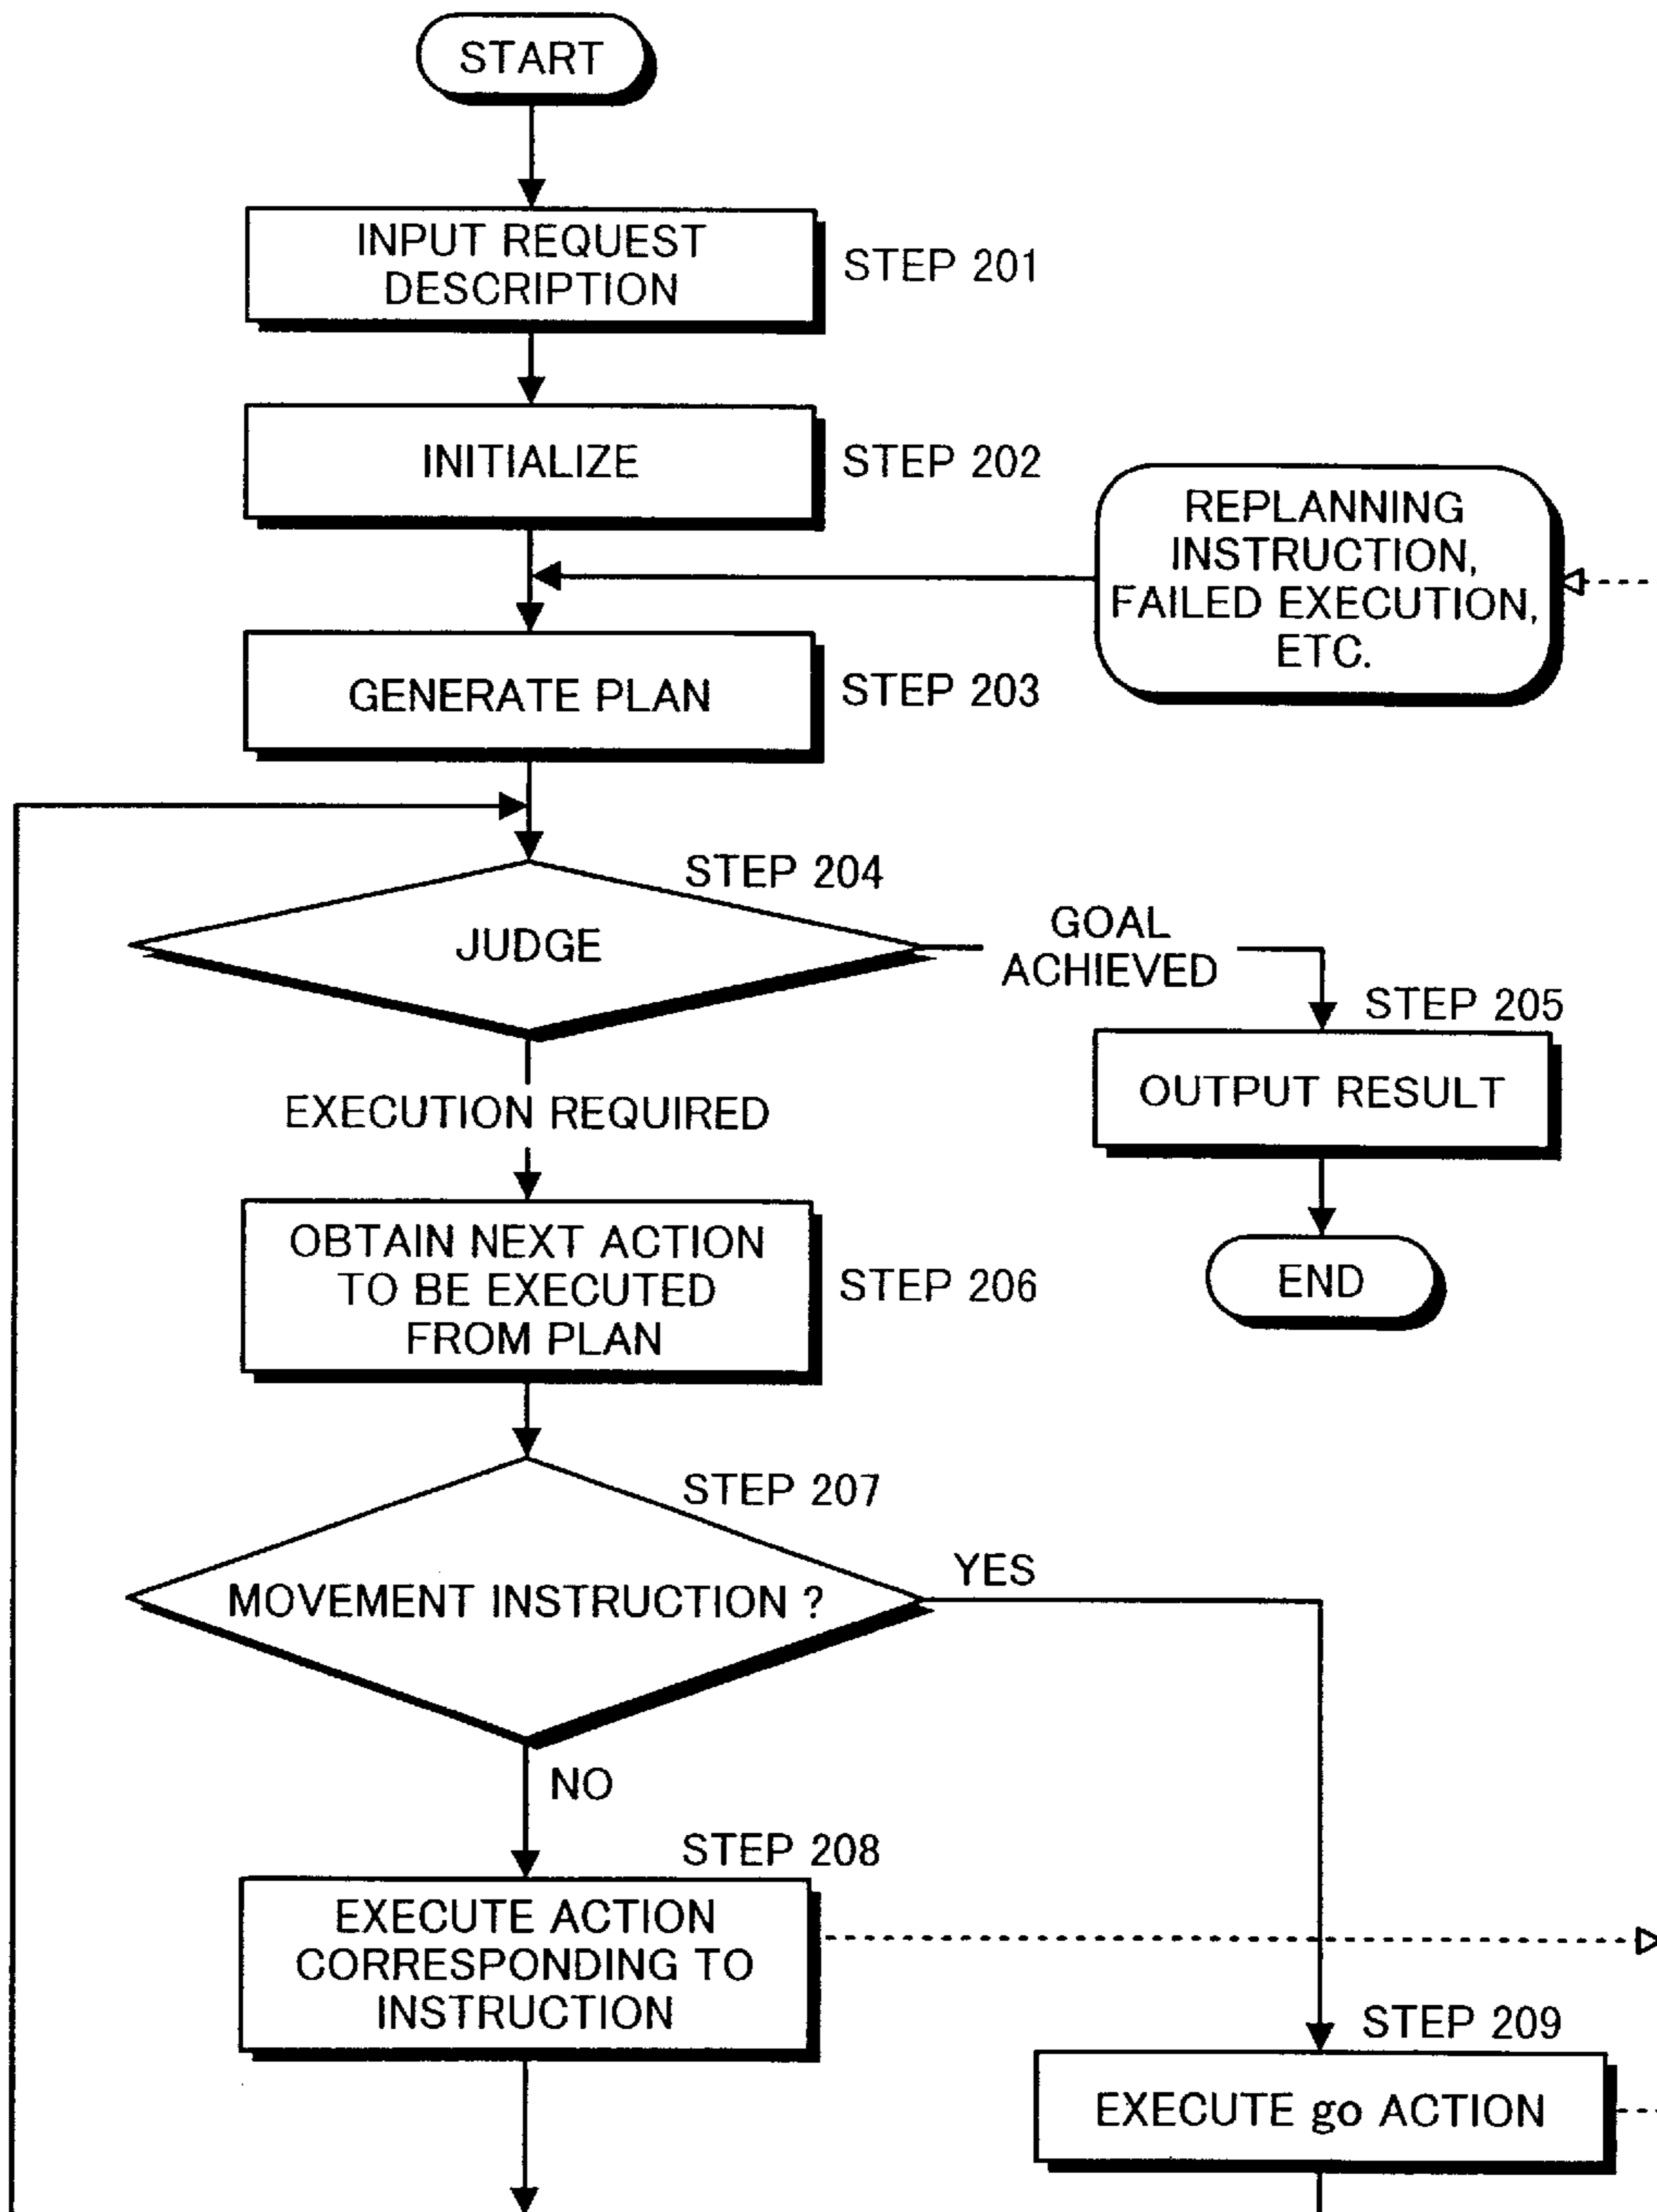 START
INPUT REQUEST
DESCRIPTION
STEP 201
INITIALIZE
STEP 202
REPLANNING
INSTRUCTION,
FAILED EXECUTION,
ETC.
GENERATE PLAN
STEP 203
STEP 204
JUDGE
GOAL
ACHIEVED
STEP 205
OUTPUT RESULT
EXECUTION REQUIRED
OBTAIN NEXT ACTION
TO BE EXECUTED
FROM PLAN
STEP 206
END
STEP 207
MOVEMENT INSTRUCTION ?
YES
NO
STEP 208
EXECUTE ACTION
CORRESPONDING TO
INSTRUCTION
STEP 209
EXECUTE go ACTION